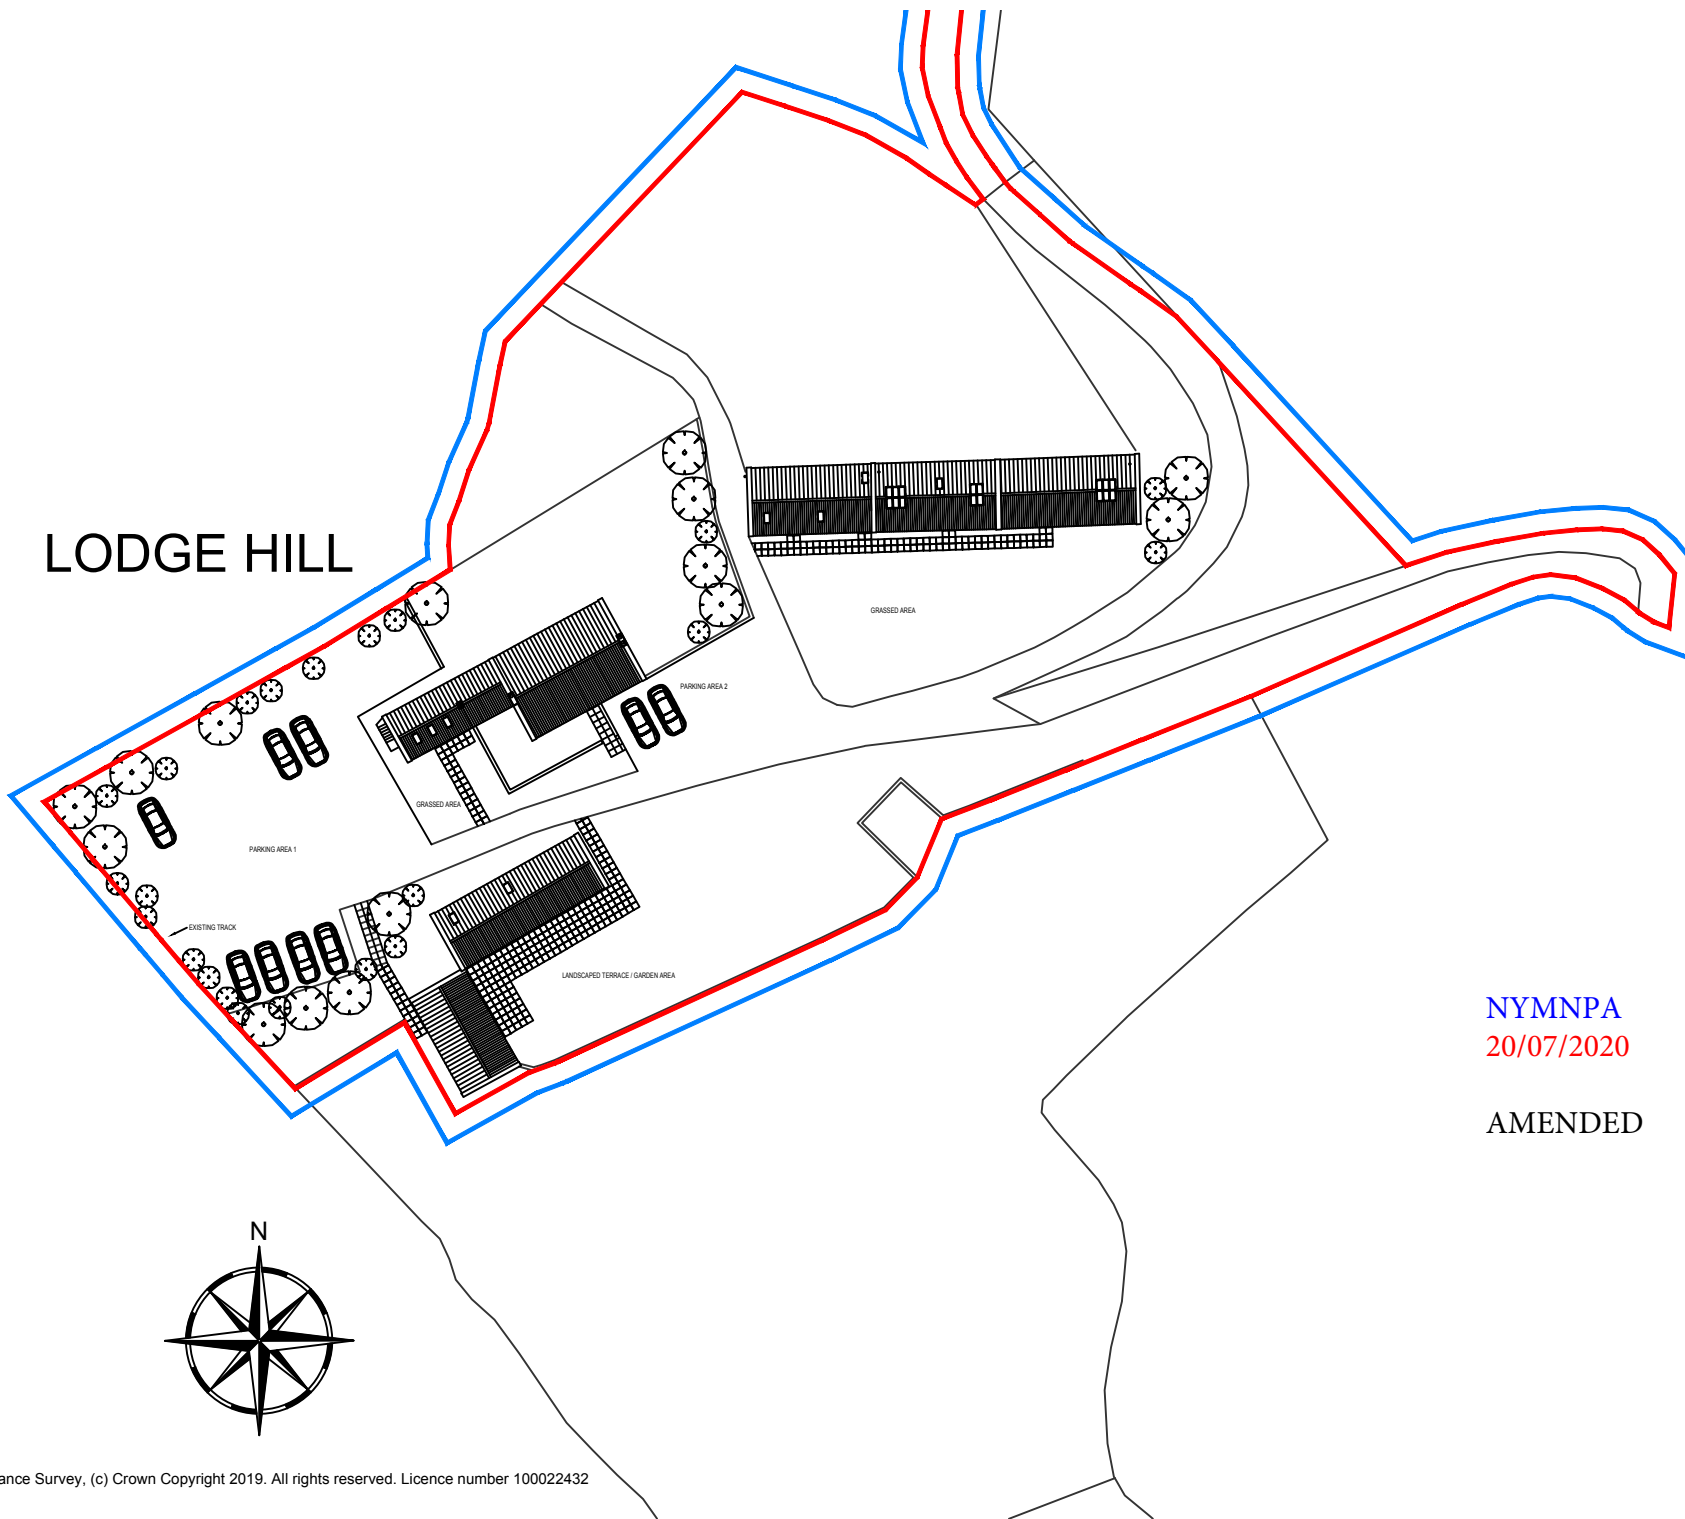 LODGE HILL
GRASSED AREA
PARKING AREA 2
GRASSED AREA
PARKING AREA 1
EXISTING TRACK
LANDSCAPED TERRACE / GARDEN AREA
NYMNPA
20/07/2020
AMENDED
N
ance Survey, (c) Crown Copyright 2019. All rights reserved. Licence number 100022432